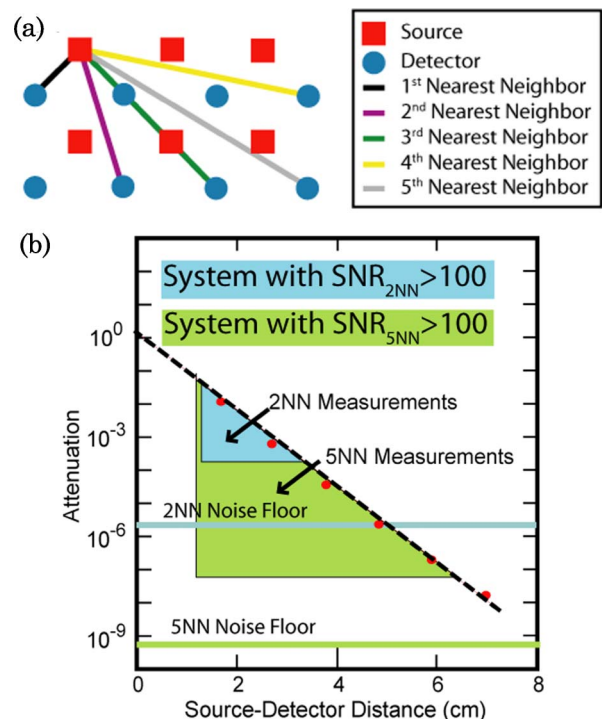 (a)
Source
Detector
1st Nearest Neighbor
2nd Nearest Neighbor
3rd Nearest Neighbor
4th Nearest Neighbor
5th Nearest Neighbor
(b)
System with SNR2NN>100
System with SNR5NN>100
2NN Measurements
5NN Measurements
2NN Noise Floor
5NN Noise Floor
Attenuation
10^0
10^-3
10^-6
10^-9
0 2 4 6 8
Source-Detector Distance (cm)